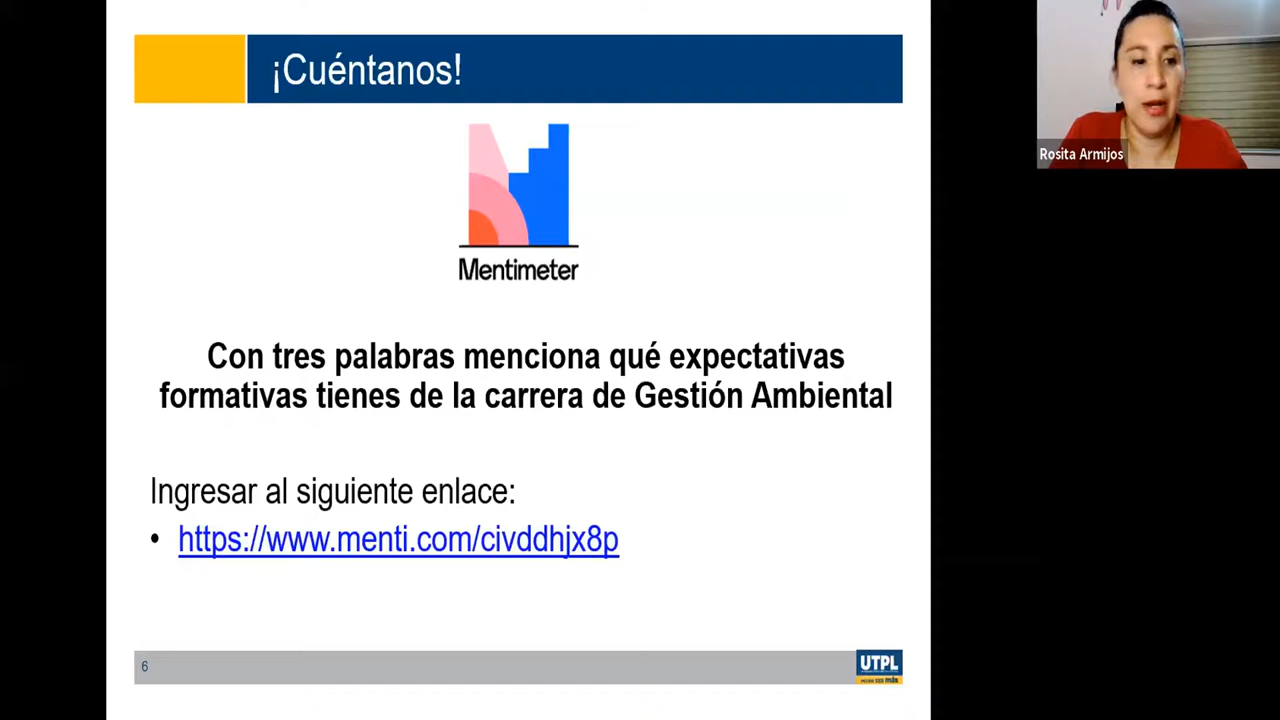 ¡Cuéntanos!
Rosita Armijos
Mentimeter
Con tres palabras menciona qué expectativas
formativas tienes de la carrera de Gestión Ambiental
Ingresar al siguiente enlace:
• https://www.menti.com/civddhjx8p
6
UTPL